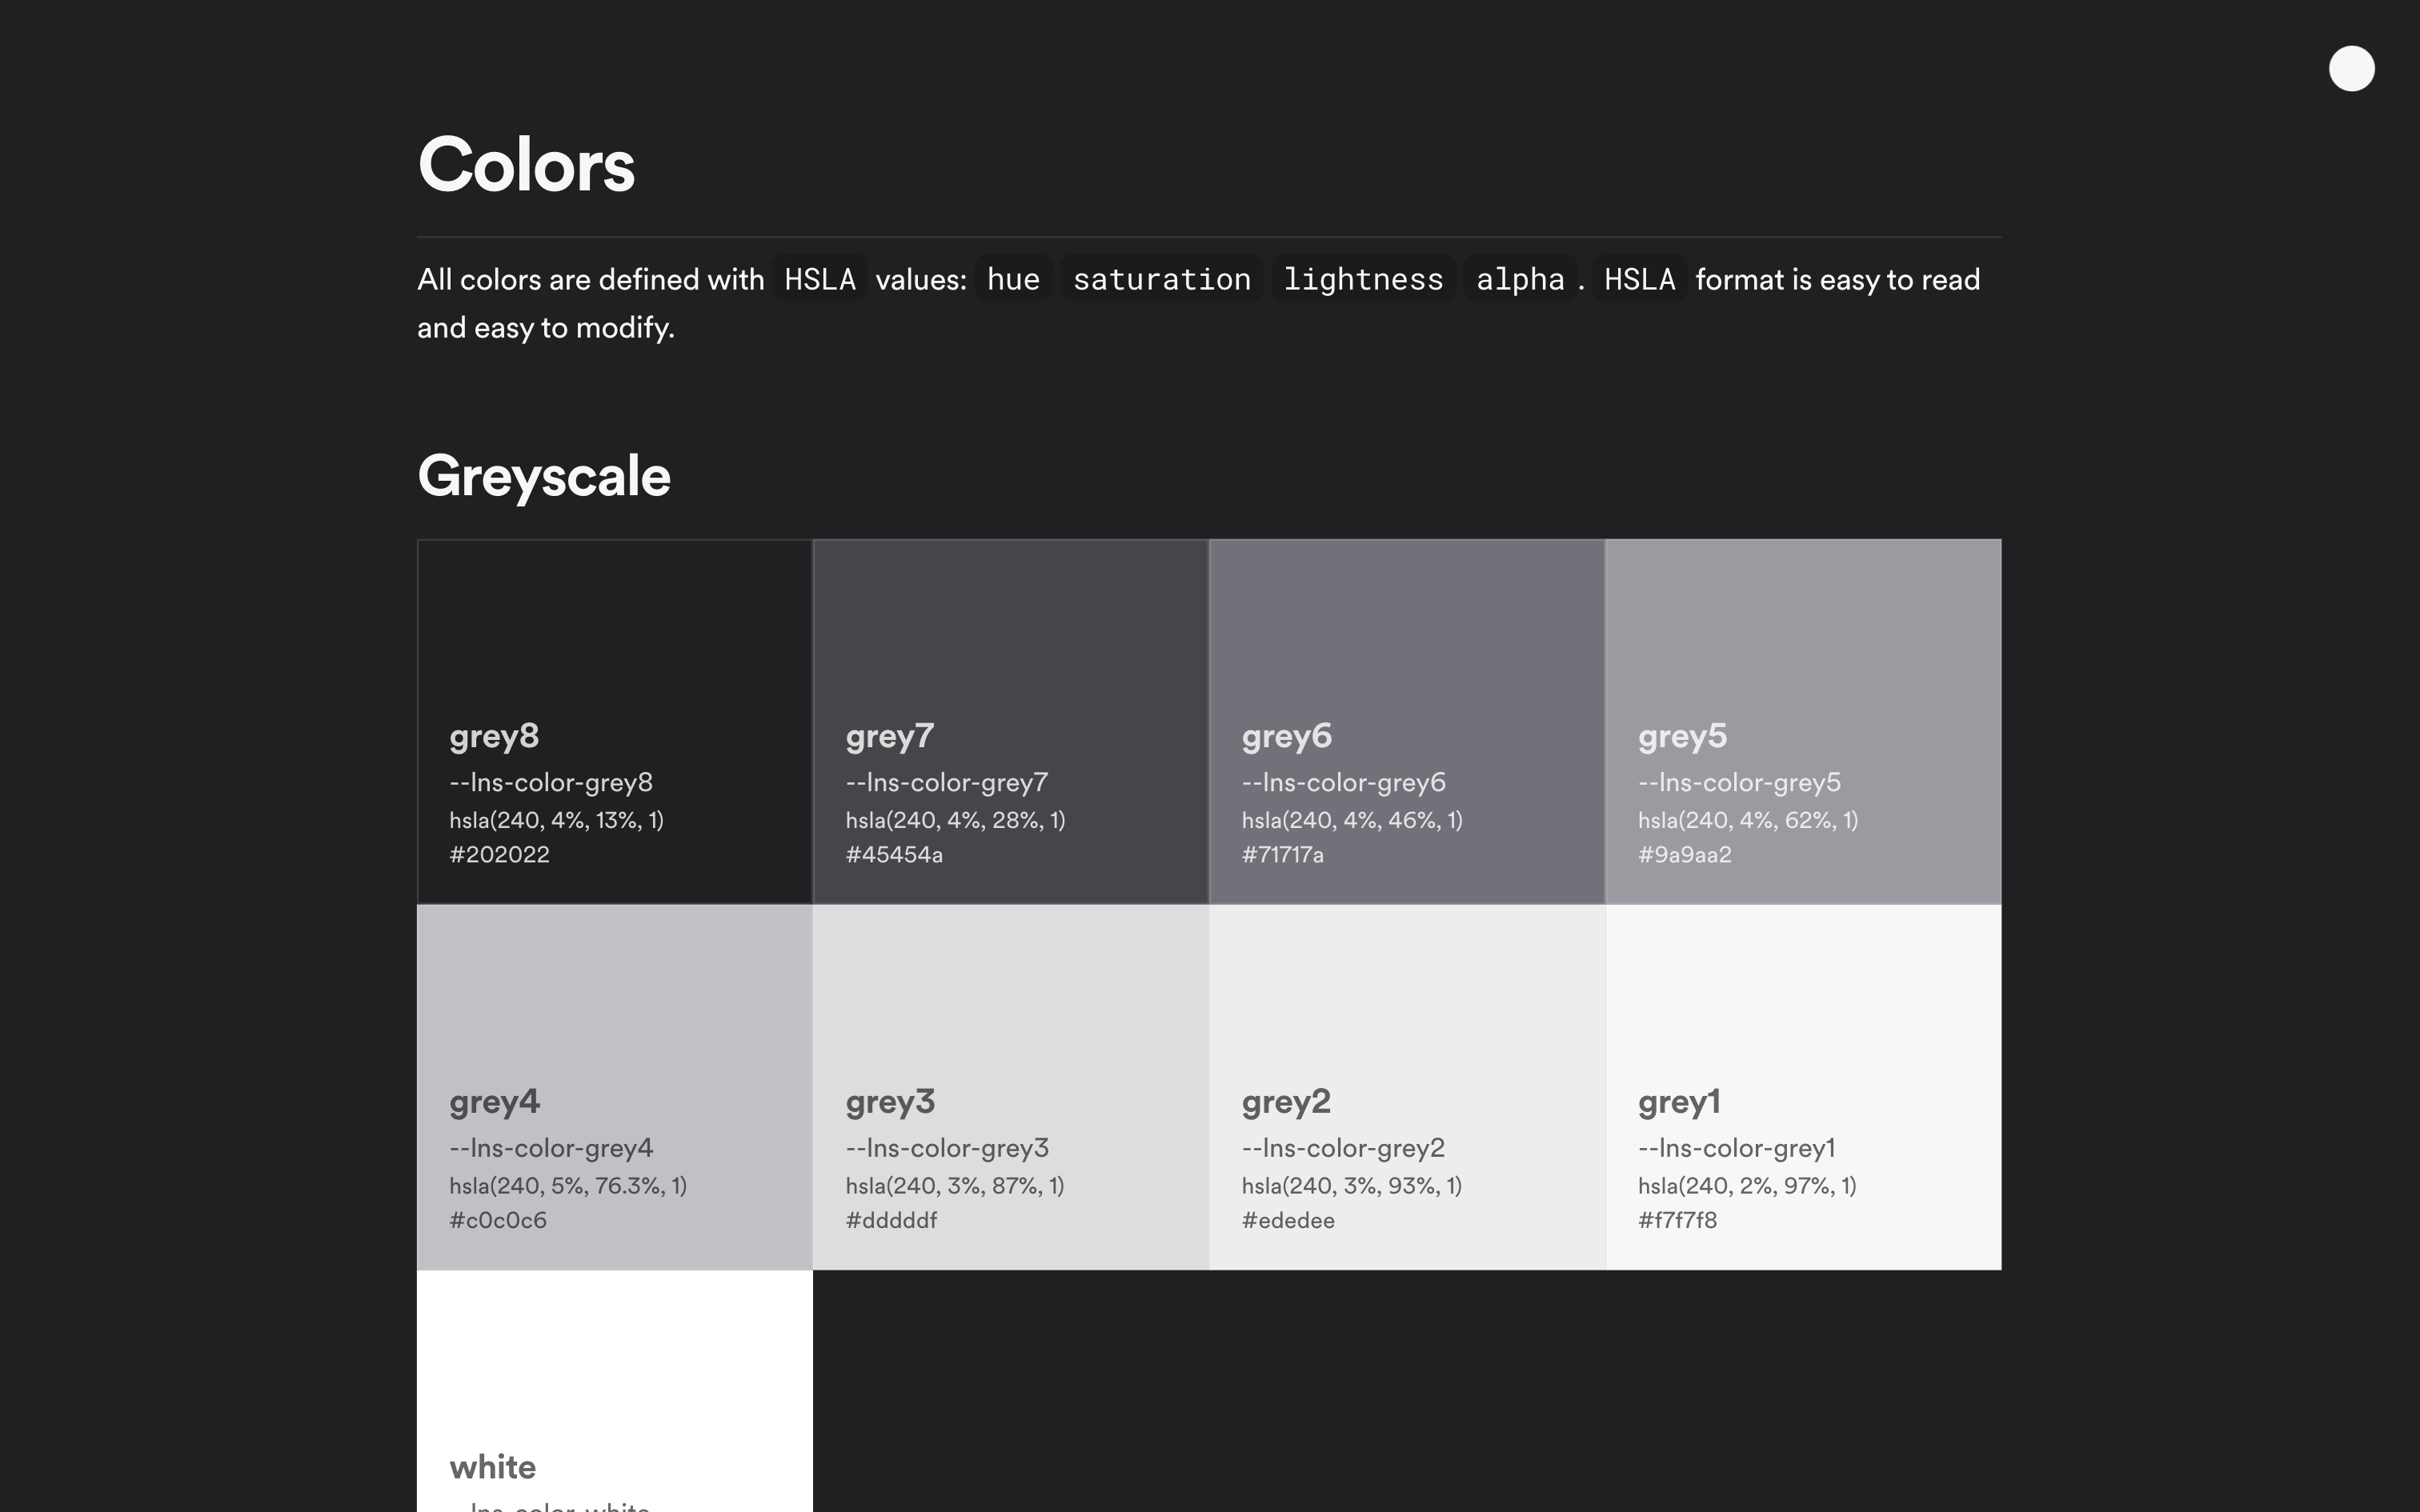 Colors
All colors are defined with HSLA values: hue saturation lightness alpha. HSLA format is easy to read
and easy to modify.
Greyscale
grey8
--lns-color-grey8
hsla(240, 4%, 13%, 1)
#202022
grey7
--lns-color-grey7
hsla(240, 4%, 28%, 1)
#45454a
grey6
--lns-color-grey6
hsla(240, 4%, 46%, 1)
#71717a
grey5
--lns-color-grey5
hsla(240, 4%, 62%, 1)
#9a9aa2
grey4
--lns-color-grey4
hsla(240, 5%, 76.3%, 1)
#c0c0c6
grey3
--lns-color-grey3
hsla(240, 3%, 87%, 1)
#dddddf
grey2
--lns-color-grey2
hsla(240, 3%, 93%, 1)
#ededee
grey1
--lns-color-grey1
hsla(240, 2%, 97%, 1)
#f7f7f8
white
--lns-color-white